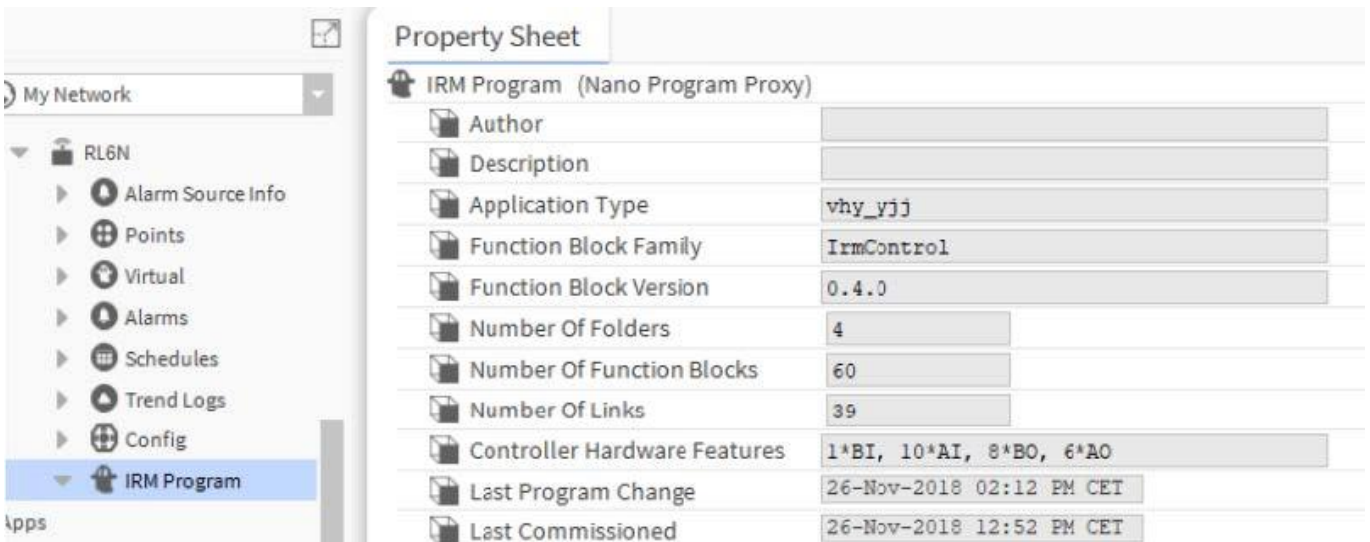 My Network
RL6N
Alarm Source Info
Points
Virtual
Alarms
Schedules
Trend Logs
Config
IRM Program
Apps
Property Sheet
IRM Program (Nano Program Proxy)
Author
Description
Application Type vhy_yjj
Function Block Family IrmControl
Function Block Version 0.4.0
Number Of Folders 4
Number Of Function Blocks 60
Number Of Links 39
Controller Hardware Features 1*BI, 10*AI, 8*BO, 6*AO
Last Program Change 26-Nov-2018 02:12 PM CET
Last Commissioned 26-Nov-2018 12:52 PM CET